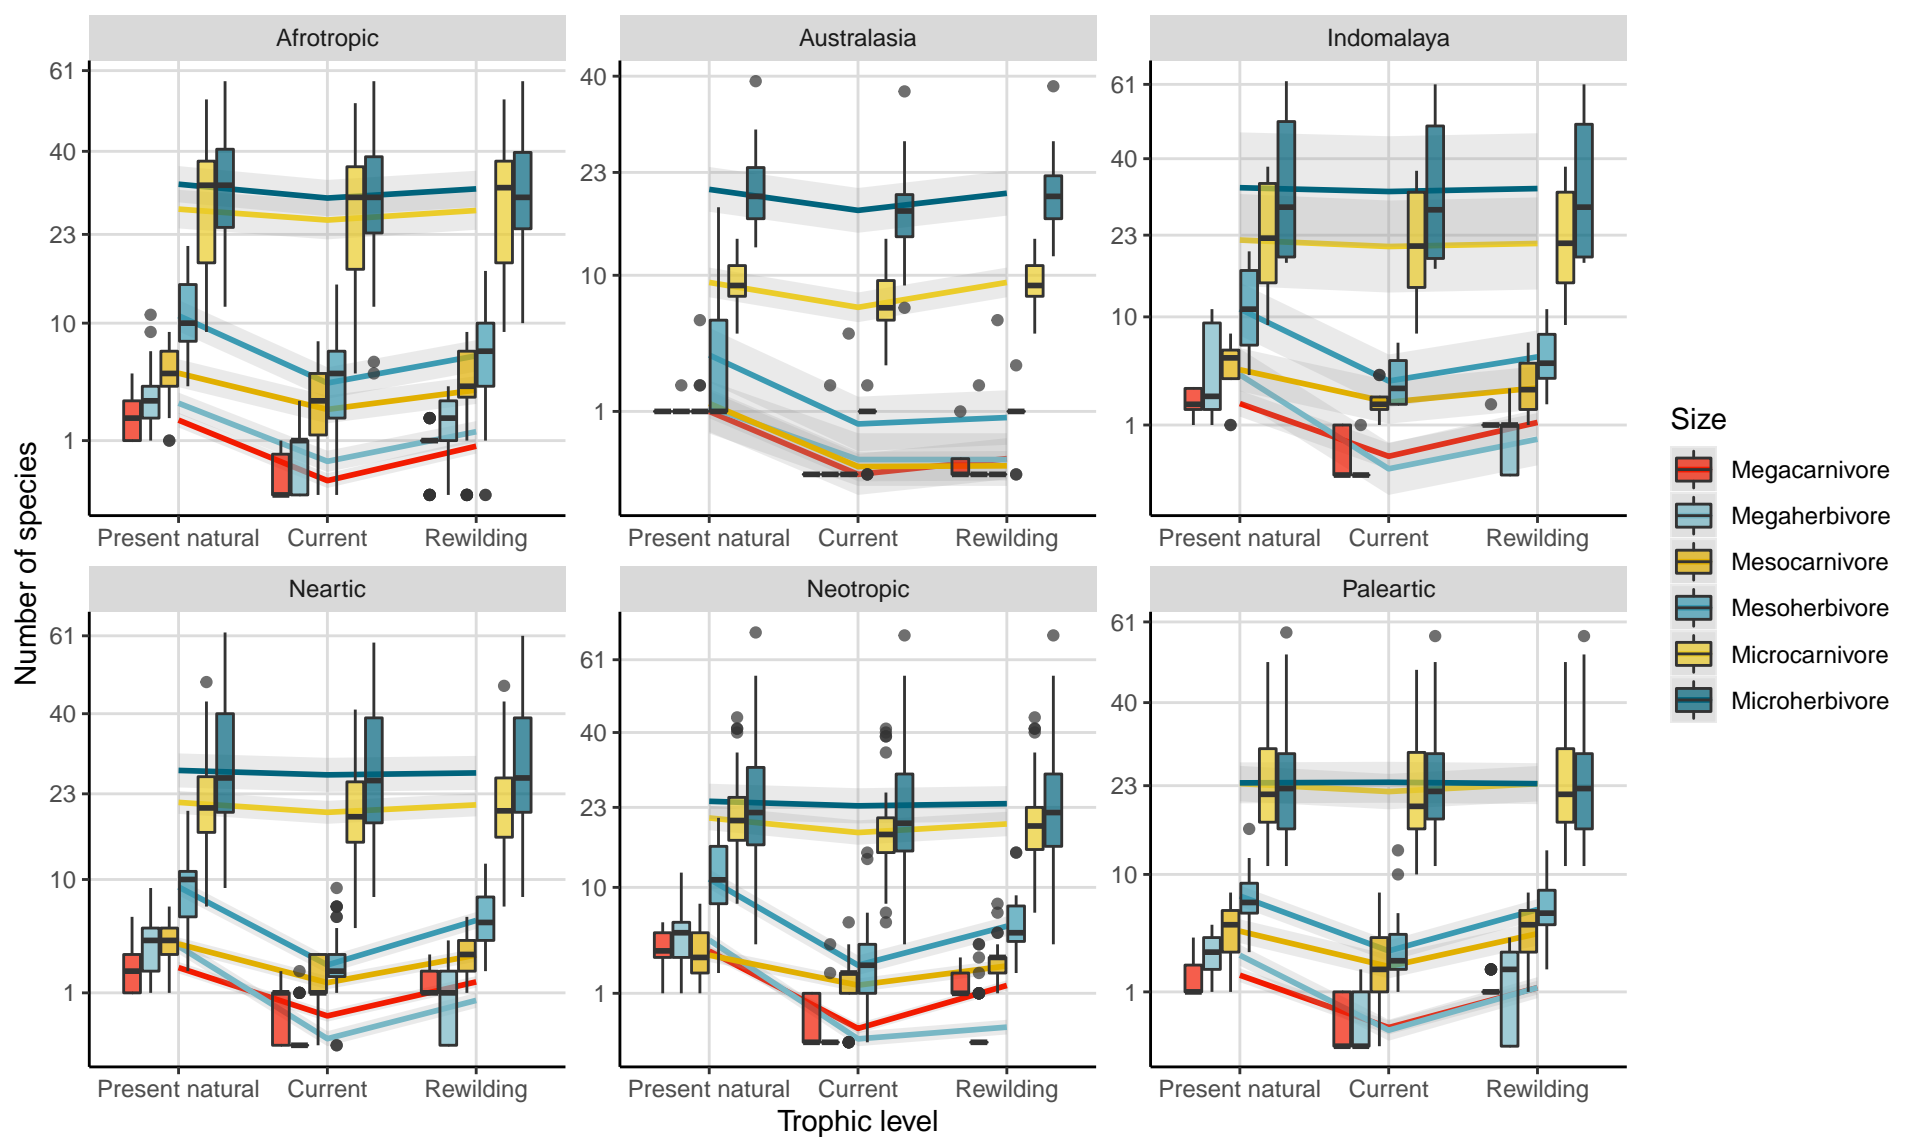 Afrotropic
Australasia
Indomalaya
61
40
23
10
1
40
23
10
1
61
40
23
10
1
Present natural Current Rewilding
Present natural Current Rewilding
Present natural Current Rewilding
Neartic
Neotropic
Paleartic
61
40
23
10
1
61
40
23
10
1
61
40
23
10
1
Present natural Current Rewilding
Present natural Current Rewilding
Present natural Current Rewilding
Number of species
Trophic level
Size
Megacarnivore
Megaherbivore
Mesocarnivore
Mesoherbivore
Microcarnivore
Microherbivore